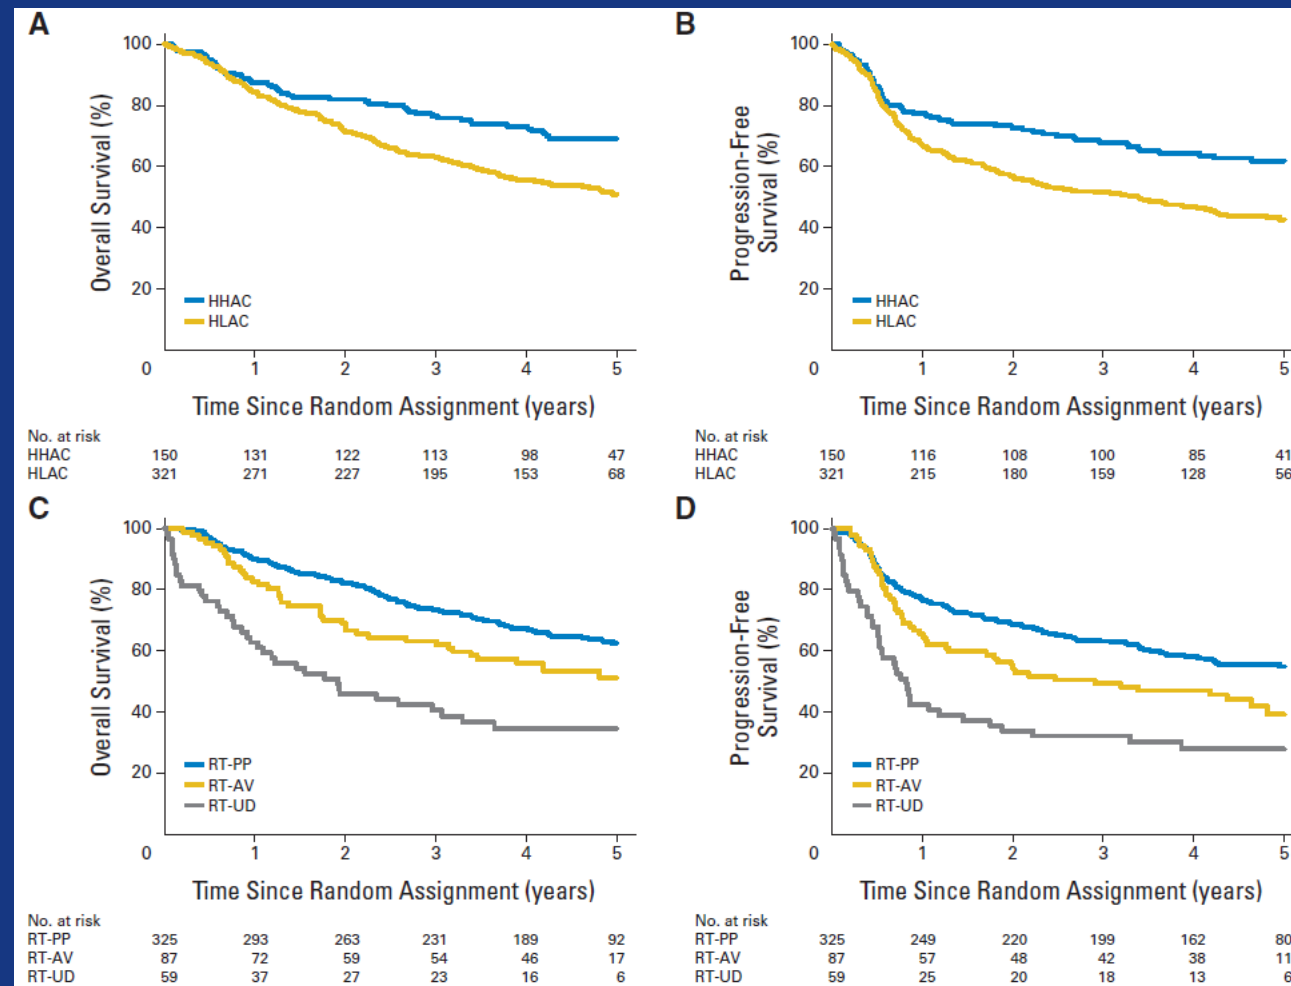 A
Overall Survival (%)
100
80
60
40
20
0
HHAC
HLAC
1 2 3 4 5
Time Since Random Assignment (years)
No. at risk
HHAC 150 131 122 113 98 47
HLAC 321 271 227 195 153 68
B
Progression-Free
Survival (%)
100
80
60
40
20
0
HHAC
HLAC
1 2 3 4 5
Time Since Random Assignment (years)
No. at risk
HHAC 150 116 108 100 85 41
HLAC 321 215 180 159 128 56
C
Overall Survival (%)
100
80
60
40
20
0
RT-PP
RT-AV
RT-UD
1 2 3 4 5
Time Since Random Assignment (years)
No. at risk
RT-PP 325 293 263 231 189 92
RT-AV 87 72 59 54 46 17
RT-UD 59 37 27 23 16 6
D
Progression-Free
Survival (%)
100
80
60
40
20
0
RT-PP
RT-AV
RT-UD
1 2 3 4 5
Time Since Random Assignment (years)
No. at risk
RT-PP 325 249 220 199 162 80
RT-AV 87 57 48 42 38 11
RT-UD 59 25 20 18 13 6